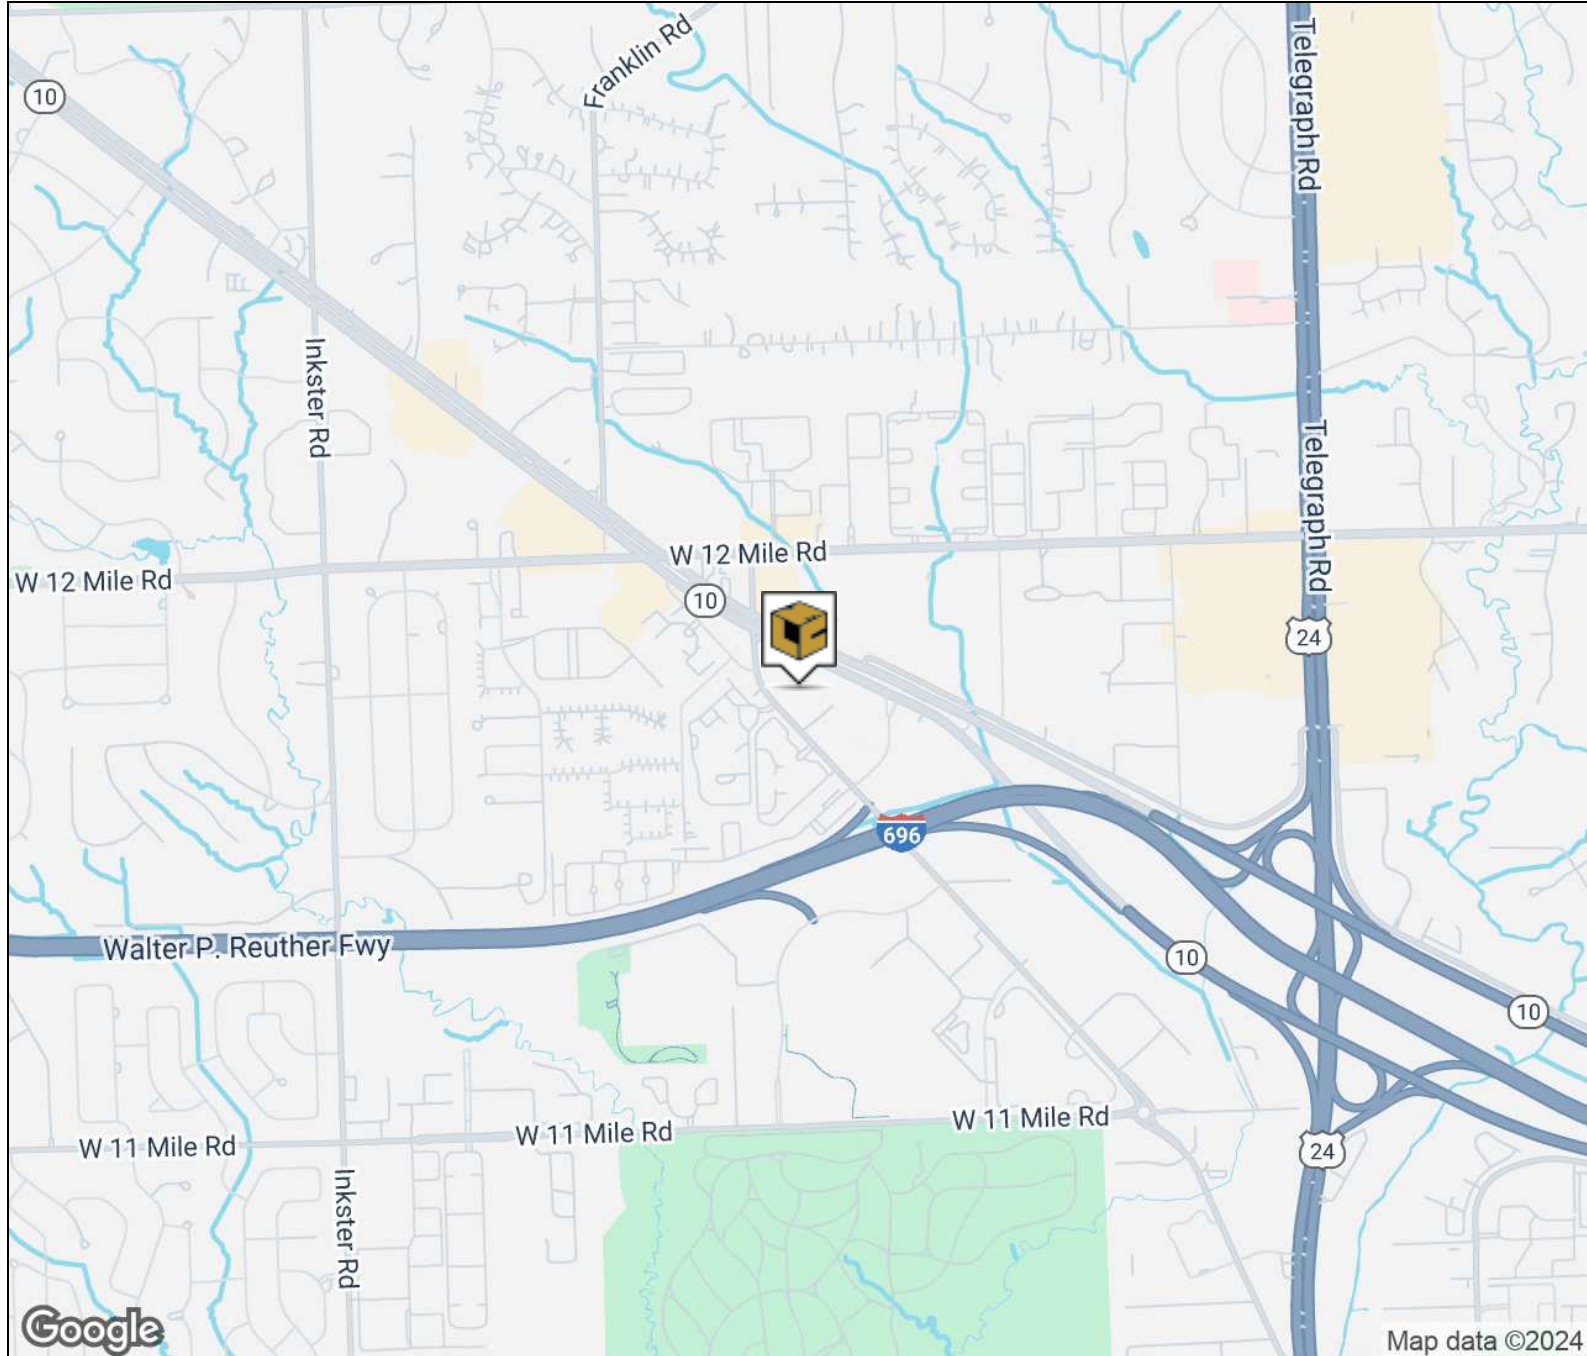 Franklin Rd
Telegraph Rd
10
Inkster Rd
Telegraph Rd
W 12 Mile Rd
W 12 Mile Rd
10
24
696
Walter P. Reuther Fwy
10
10
W 11 Mile Rd
W 11 Mile Rd
W 11 Mile Rd
24
Inkster Rd
Google
Map data ©2024